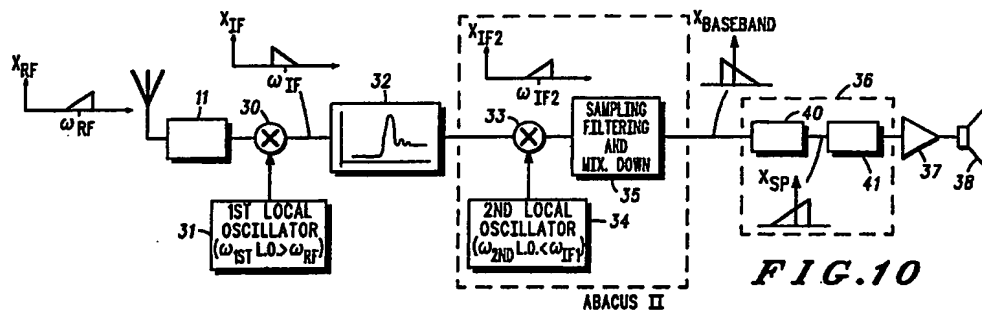 X_RF
ω_RF
11
X_IF
ω_IF
30
31
1ST LOCAL
OSCILLATOR
(ω_1ST L.O.>ω_RF)
32
X_IF2
ω_IF2
33
2ND LOCAL
OSCILLATOR
(ω_2ND L.O.<ω_IF1)
34
SAMPLING
FILTERING
AND
MIX. DOWN
35
ABACUS II
X_BASEBAND
36
40
X_SP
41
37
38
FIG.10